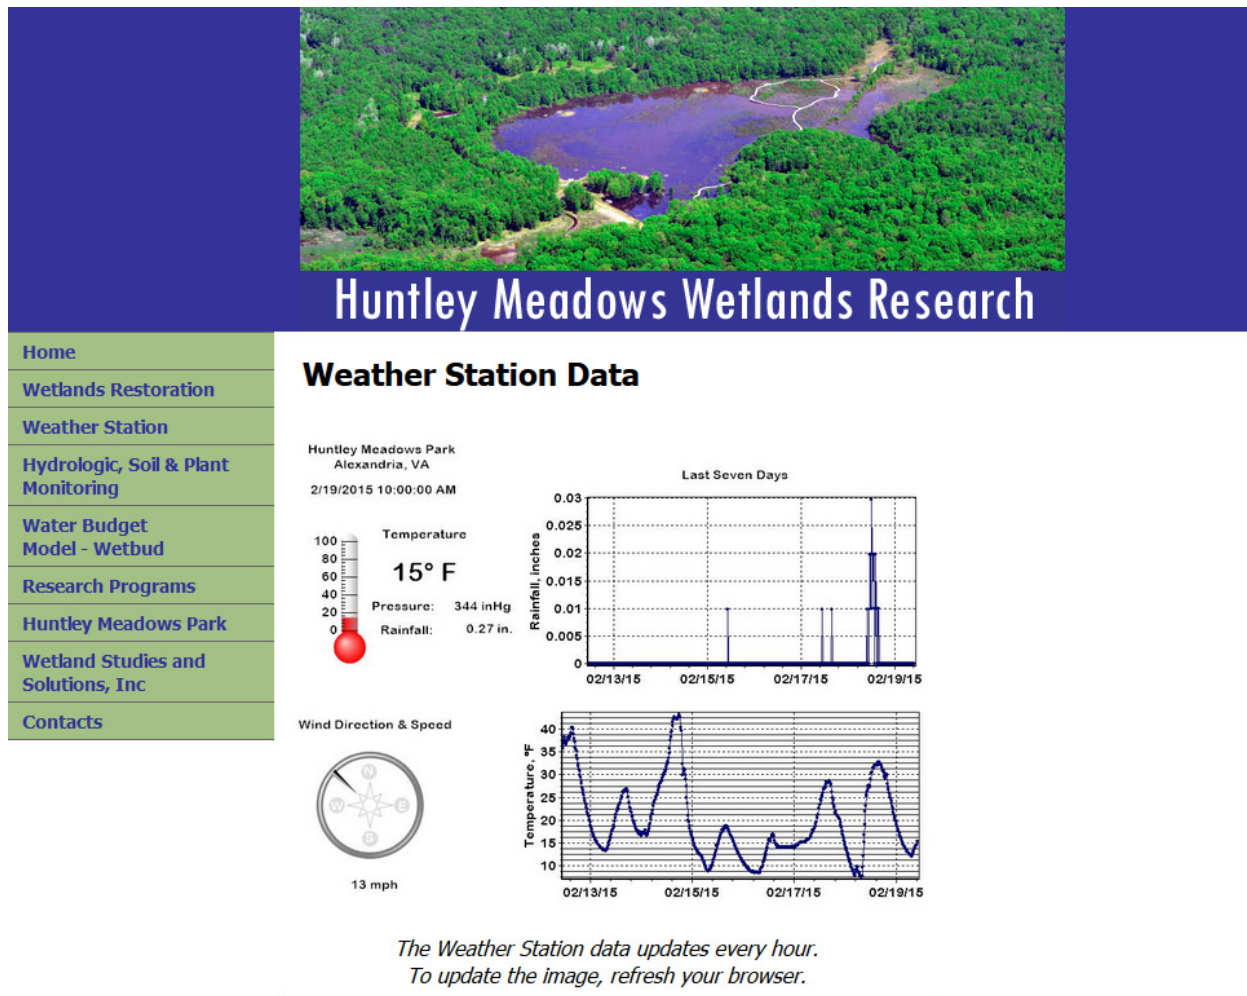 Huntley Meadows Wetlands Research
Home
Wetlands Restoration
Weather Station
Hydrologic, Soil & Plant
Monitoring
Water Budget
Model - Wetbud
Research Programs
Huntley Meadows Park
Wetland Studies and
Solutions, Inc
Contacts
Weather Station Data
Huntley Meadows Park
Alexandria, VA
2/19/2015 10:00:00 AM
Temperature
15° F
100
80
60
40
20
0
Pressure: 344 inHg
Rainfall: 0.27 in.
Last Seven Days
Rainfall, inches
0.03
0.025
0.02
0.015
0.01
0.005
0
02/13/15 02/15/15 02/17/15 02/19/15
Wind Direction & Speed
N
W E
S
13 mph
Temperature, °F
40
35
30
25
20
15
10
02/13/15 02/15/15 02/17/15 02/19/15
The Weather Station data updates every hour.
To update the image, refresh your browser.